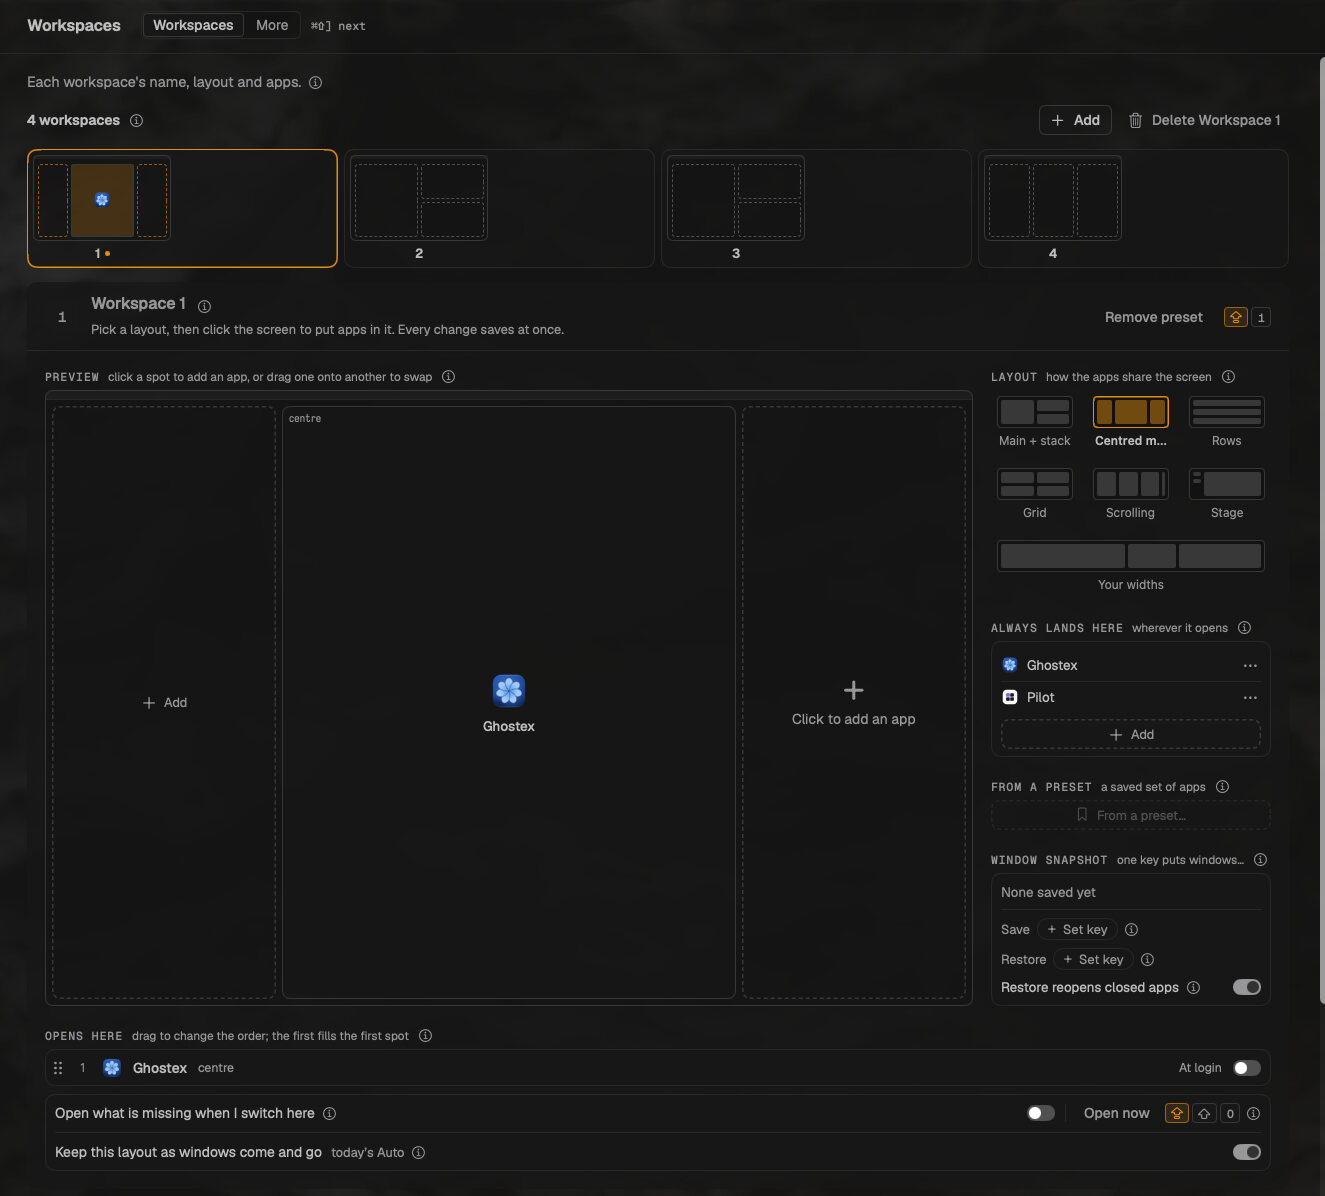 Workspaces Workspaces More ⌘⇧] next
Each workspace's name, layout and apps.
4 workspaces + Add Delete Workspace 1
1 2 3 4
1 Workspace 1
Pick a layout, then click the screen to put apps in it. Every change saves at once.
Remove preset 1
PREVIEW click a spot to add an app, or drag one onto another to swap
centre
+ Add
Ghostex
Click to add an app
LAYOUT how the apps share the screen
Main + stack Centred m... Rows
Grid Scrolling Stage
Your widths
ALWAYS LANDS HERE wherever it opens
Ghostex ...
Pilot ...
+ Add
FROM A PRESET a saved set of apps
From a preset...
WINDOW SNAPSHOT one key puts windows...
None saved yet
Save + Set key
Restore + Set key
Restore reopens closed apps
OPENS HERE drag to change the order; the first fills the first spot
1 Ghostex centre At login
Open what is missing when I switch here Open now 0
Keep this layout as windows come and go today's Auto